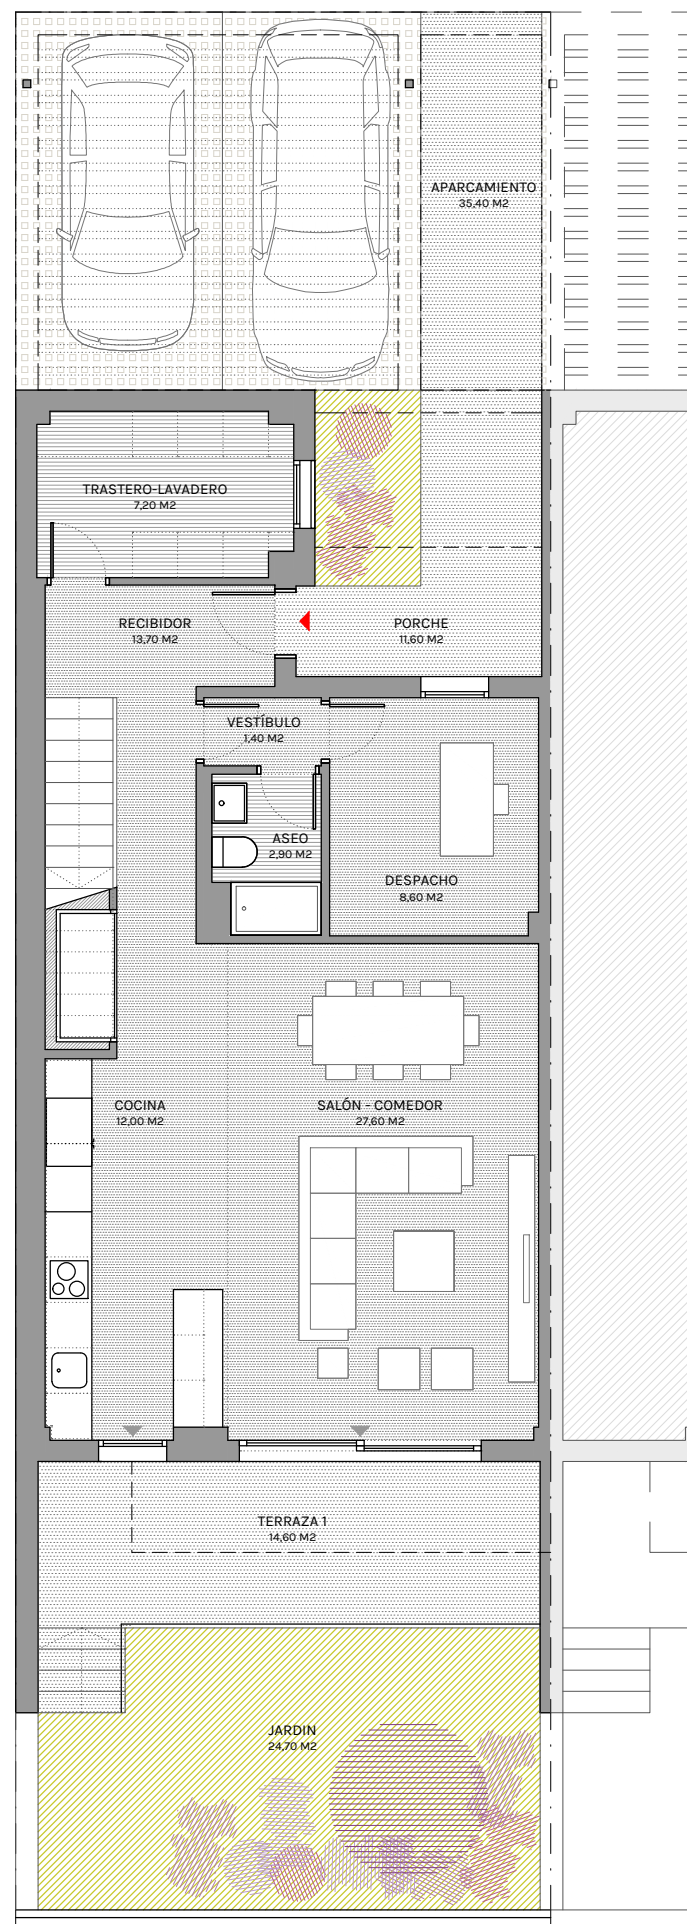 APARCAMIENTO
35,40 M2
TRASTERO-LAVADERO
7,20 M2
RECIBIDOR
13,70 M2
PORCHE
11,60 M2
VESTÍBULO
1,40 M2
ASEO
2,90 M2
DESPACHO
8,60 M2
COCINA
12,00 M2
SALÓN - COMEDOR
27,60 M2
TERRAZA 1
14,60 M2
JARDIN
24,70 M2